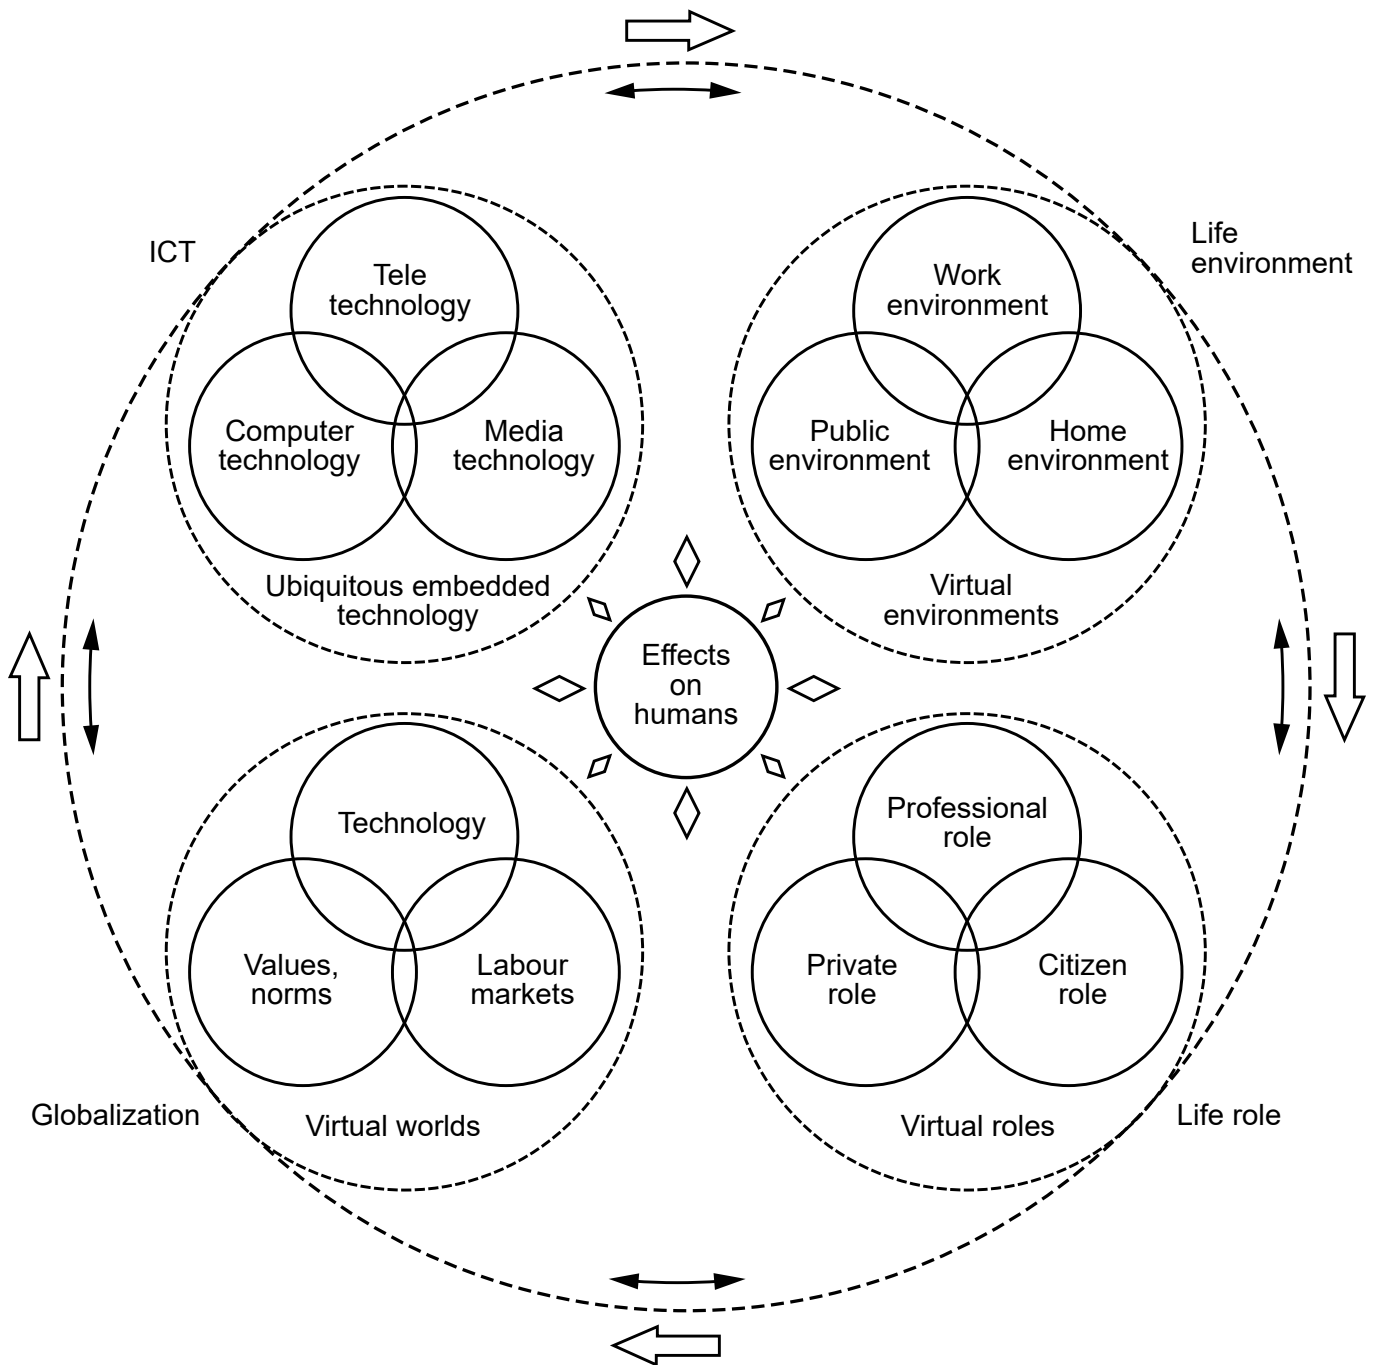 ICT
Tele
technology
Computer
technology
Media
technology
Ubiquitous embedded
technology
Life
environment
Work
environment
Public
environment
Home
environment
Virtual
environments
Effects
on
humans
Technology
Values,
norms
Labour
markets
Virtual worlds
Globalization
Professional
role
Private
role
Citizen
role
Virtual roles
Life role